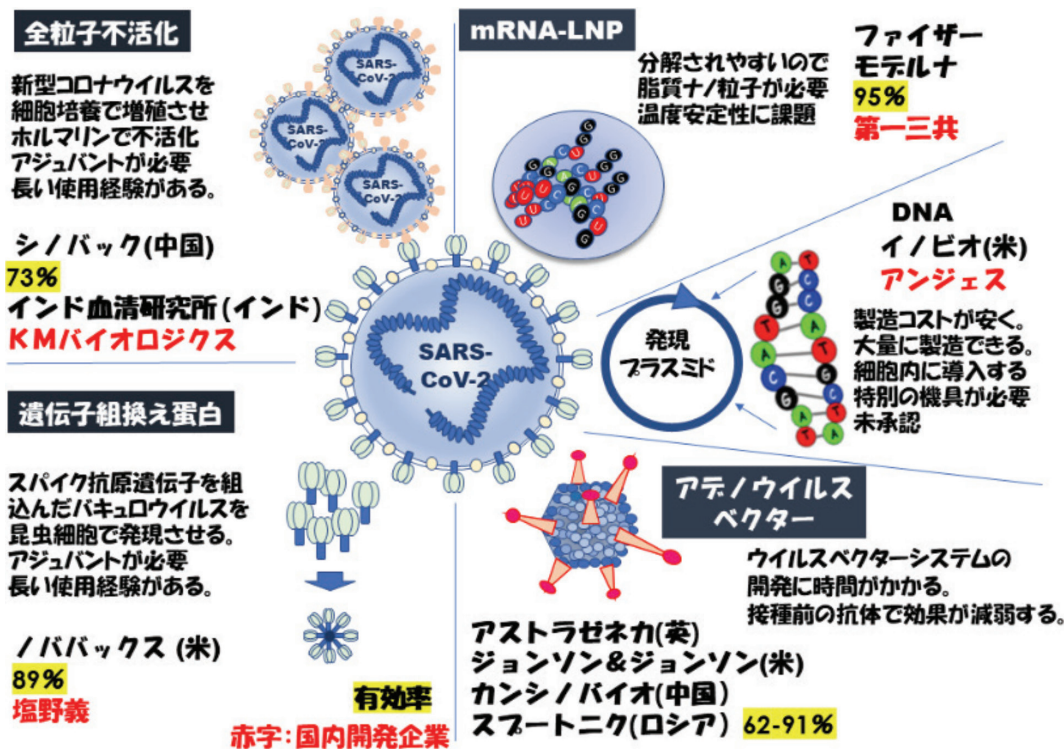 全粒子不活化
新型コロナウイルスを
細胞培養で増殖させ
ホルマリンで不活化
アジュバントが必要
長い使用経験がある。
シノバック(中国)
73%
インド血清研究所(インド)
KMバイオロジクス
SARS-
CoV-2
SARS-
CoV-2
SARS-
CoV-2
mRNA-LNP
分解されやすいので
脂質ナノ粒子が必要
温度安定性に課題
ファイザー
モデルナ
95%
第一三共
DNA
イノビオ(米)
アンジェス
製造コストが安く。
大量に製造できる。
細胞内に導入する
特別の機具が必要
未承認
発現
プラスミド
SARS-
CoV-2
遺伝子組換え蛋白
スパイク抗原遺伝子を組
込んだバキュロウイルスを
昆虫細胞で発現させる。
アジュバントが必要
長い使用経験がある。
ノババックス (米)
89%
塩野義
有効率
赤字:国内開発企業
アデノウイルス
ベクター
ウイルスベクターシステムの
開発に時間がかかる。
接種前の抗体で効果が減弱する。
アストラゼネカ(英)
ジョンソン&ジョンソン(米)
カンシノバイオ(中国)
スプートニク(ロシア) 62-91%